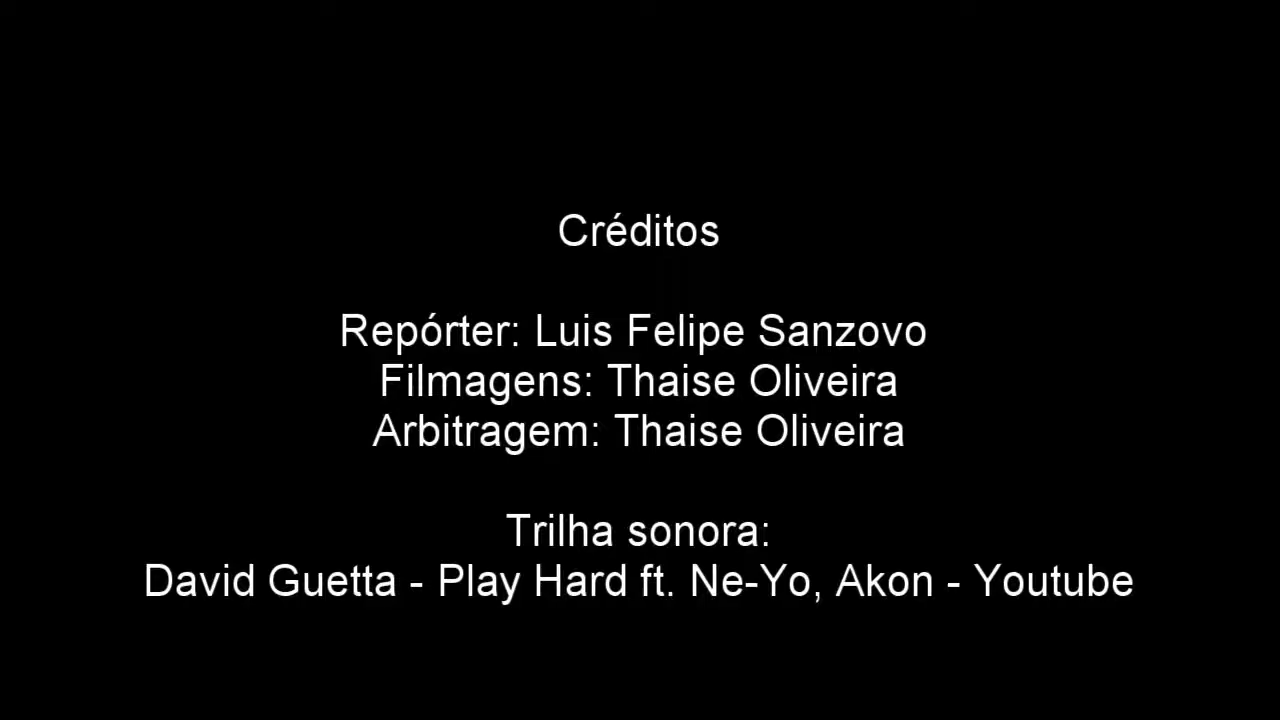 Créditos
Repórter: Luis Felipe Sanzovo
Filmagens: Thaise Oliveira
Arbitragem: Thaise Oliveira
Trilha sonora:
David Guetta - Play Hard ft. Ne-Yo, Akon - Youtube